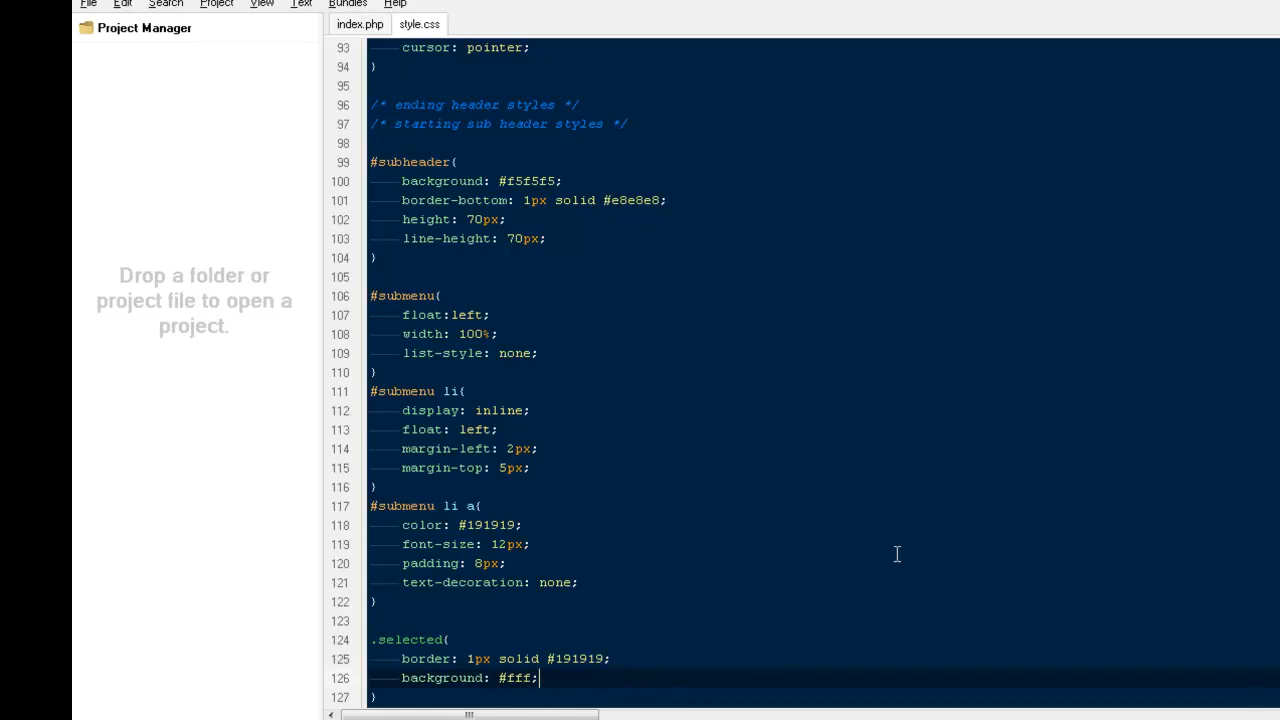 File Edit Search Project View Text Bundles Help
Project Manager
index.php style.css
Drop a folder or
project file to open a
project.
93 cursor: pointer;
94 }
95
96 /* ending header styles */
97 /* starting sub header styles */
98
99 #subheader{
100 background: #f5f5f5;
101 border-bottom: 1px solid #e8e8e8;
102 height: 70px;
103 line-height: 70px;
104 }
105
106 #submenu{
107 float:left;
108 width: 100%;
109 list-style: none;
110 }
111 #submenu li{
112 display: inline;
113 float: left;
114 margin-left: 2px;
115 margin-top: 5px;
116 }
117 #submenu li a{
118 color: #191919;
119 font-size: 12px;
120 padding: 8px;
121 text-decoration: none;
122 }
123
124 .selected{
125 border: 1px solid #191919;
126 background: #fff;
127 }